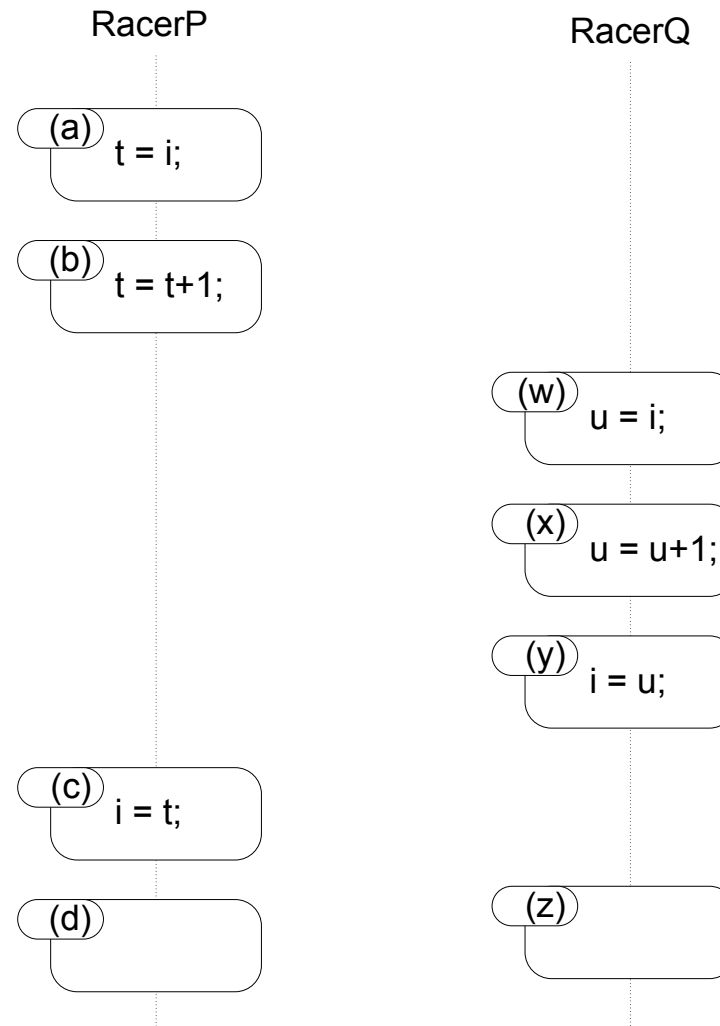 RacerP
RacerQ
(a)
t = i;
(b)
t = t+1;
(w)
u = i;
(x)
u = u+1;
(y)
i = u;
(c)
i = t;
(d)
(z)